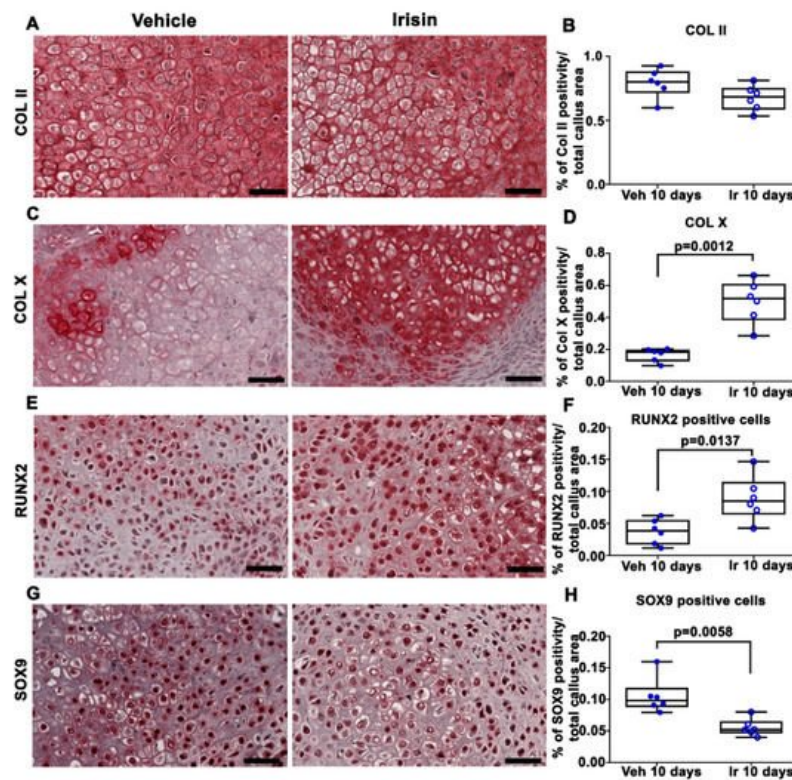 Vehicle
Irisin
A
COL II
B
COL II
% of Col II positivity/
total callus area
1.0
0.5
0.0
Veh 10 days
Ir 10 days
C
COL X
D
COL X
p=0.0012
% of Col X positivity/
total callus area
0.8
0.6
0.4
0.2
0.0
Veh 10 days
Ir 10 days
E
RUNX2
F
RUNX2 positive cells
p=0.0137
% of RUNX2 positivity/
total callus area
0.20
0.15
0.10
0.05
0.00
Veh 10 days
Ir 10 days
G
SOX9
H
SOX9 positive cells
p=0.0058
% of SOX9 positivity/
total callus area
0.20
0.15
0.10
0.05
0.00
Veh 10 days
Ir 10 days